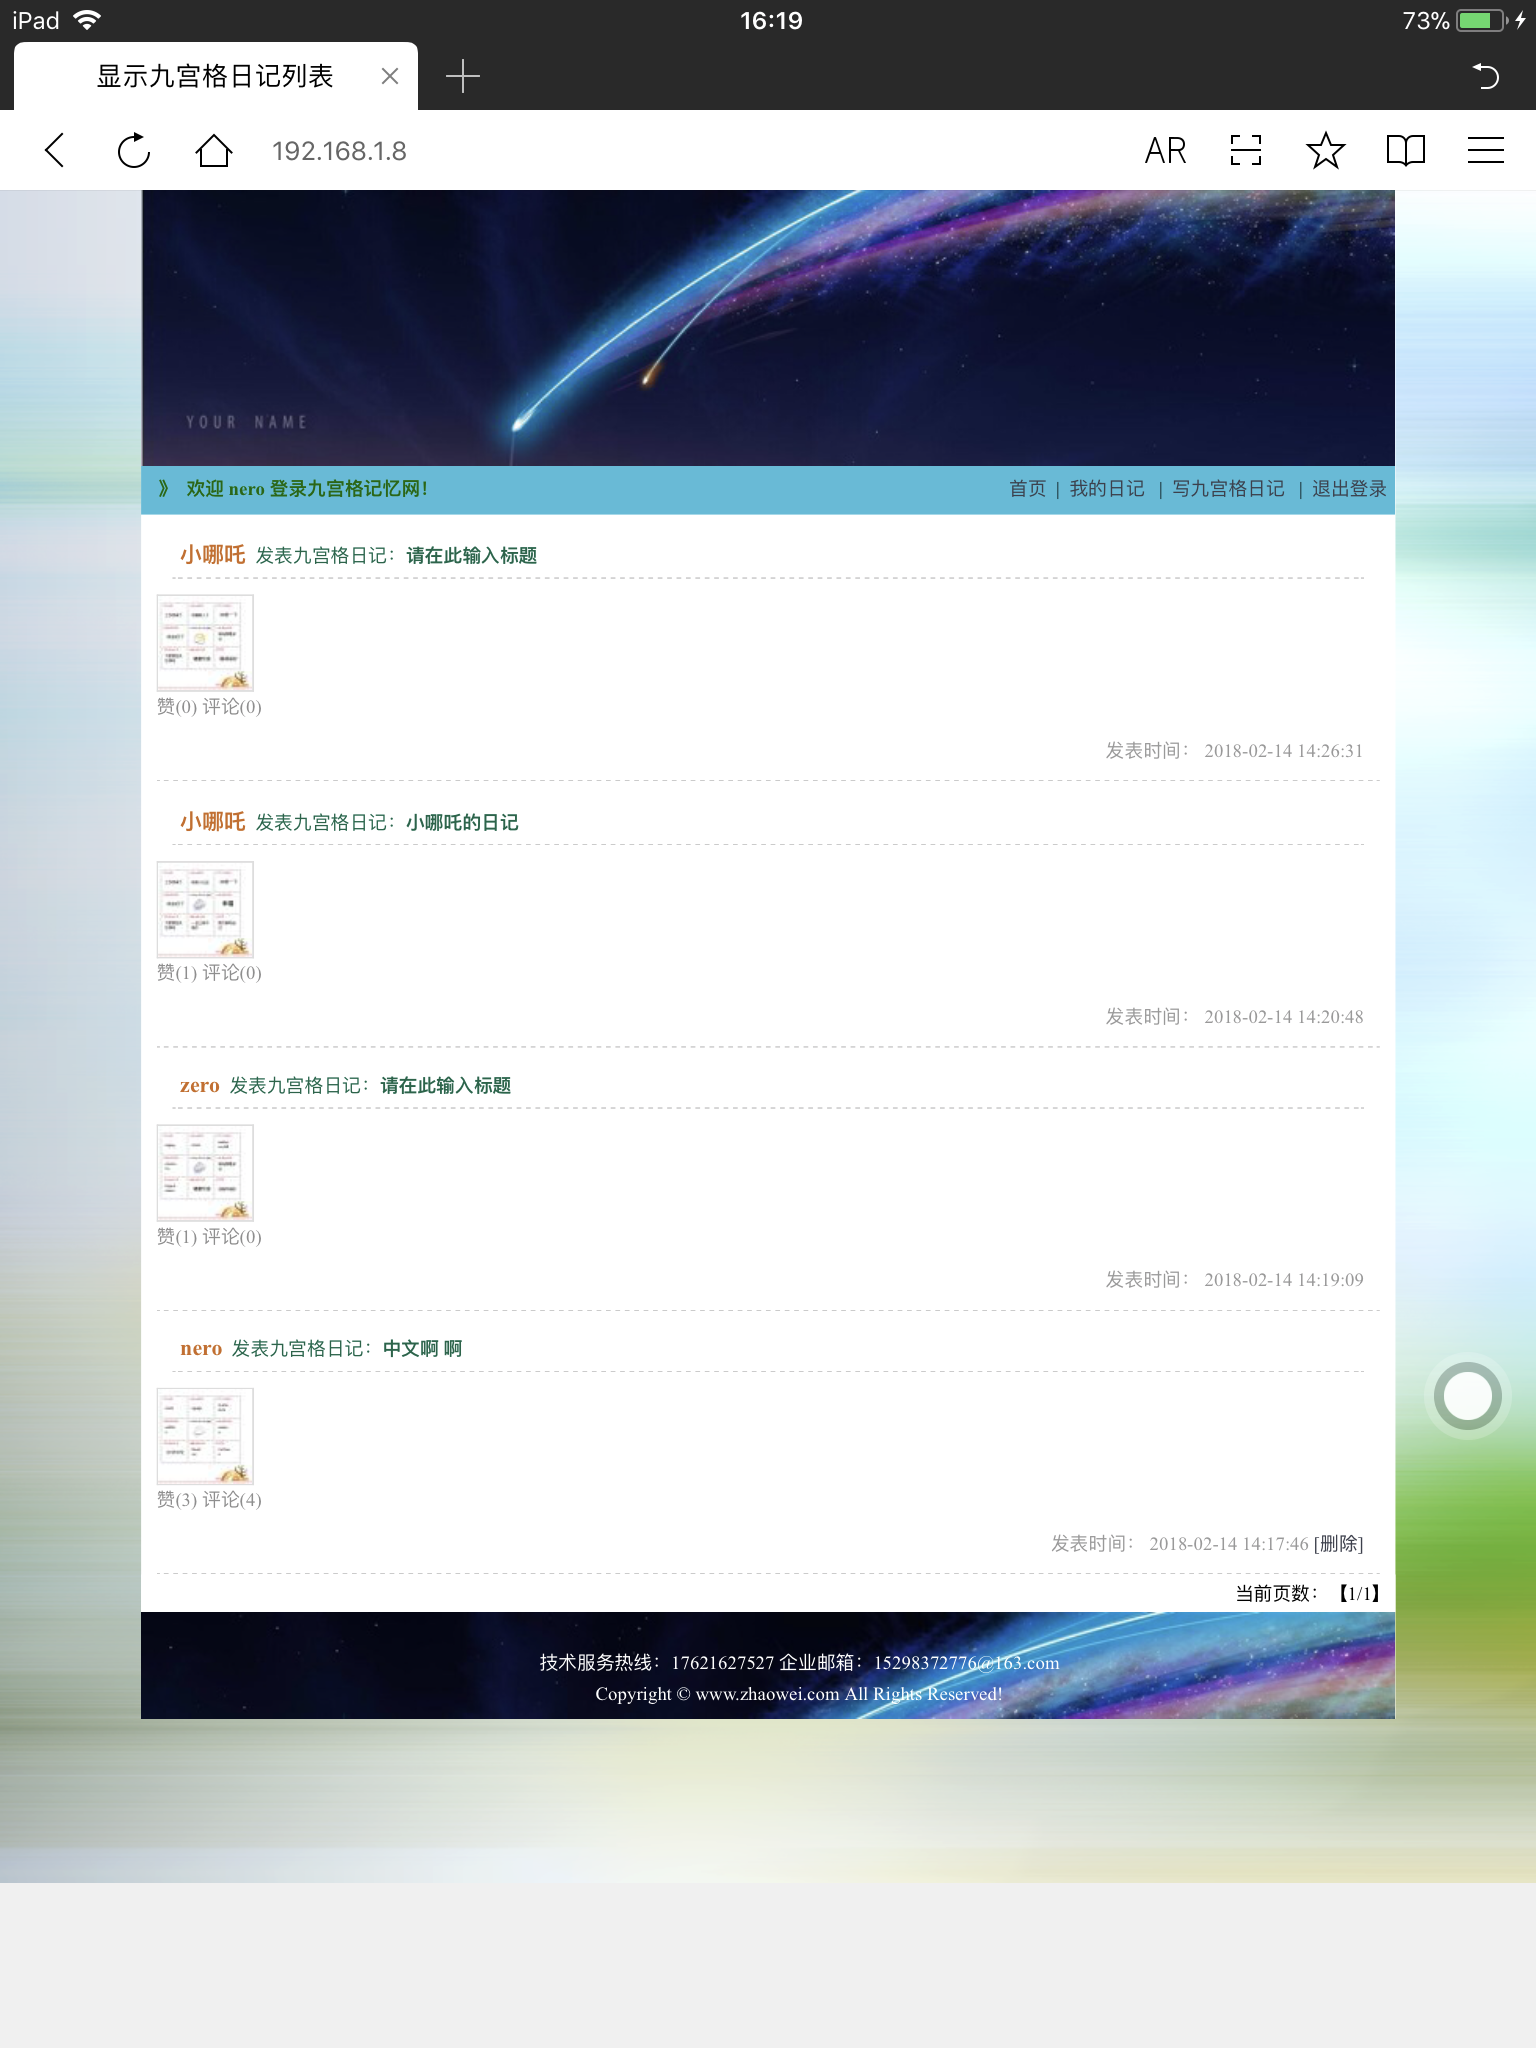 iPad 16:19 73%
显示九宫格日记列表
192.168.1.8 AR
YOUR NAME
》 欢迎 nero 登录九宫格记忆网！ 首页 | 我的日记 | 写九宫格日记 | 退出登录
小哪吒 发表九宫格日记：请在此输入标题
赞(0) 评论(0)
发表时间： 2018-02-14 14:26:31
小哪吒 发表九宫格日记：小哪吒的日记
赞(1) 评论(0)
发表时间： 2018-02-14 14:20:48
zero 发表九宫格日记：请在此输入标题
赞(1) 评论(0)
发表时间： 2018-02-14 14:19:09
nero 发表九宫格日记：中文啊 啊
赞(3) 评论(4)
发表时间： 2018-02-14 14:17:46 [删除]
当前页数：【1/1】
技术服务热线：17621627527 企业邮箱：15298372776@163.com
Copyright © www.zhaowei.com All Rights Reserved!